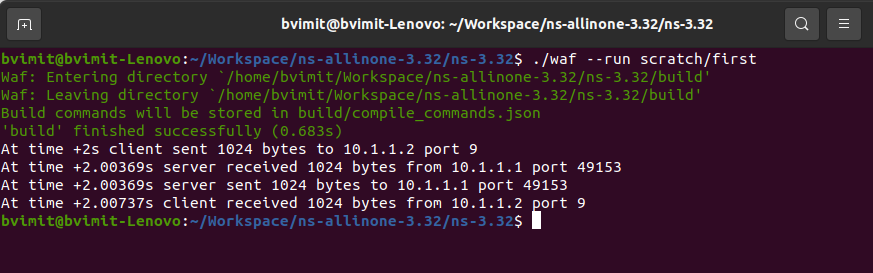 bvimit@bvimit-Lenovo: ~/Workspace/ns-allinone-3.32/ns-3.32
bvimit@bvimit-Lenovo:~/Workspace/ns-allinone-3.32/ns-3.32$ ./waf --run scratch/first
Waf: Entering directory `/home/bvimit/Workspace/ns-allinone-3.32/ns-3.32/build'
Waf: Leaving directory `/home/bvimit/Workspace/ns-allinone-3.32/ns-3.32/build'
Build commands will be stored in build/compile_commands.json
'build' finished successfully (0.683s)
At time +2s client sent 1024 bytes to 10.1.1.2 port 9
At time +2.00369s server received 1024 bytes from 10.1.1.1 port 49153
At time +2.00369s server sent 1024 bytes to 10.1.1.1 port 49153
At time +2.00737s client received 1024 bytes from 10.1.1.2 port 9
bvimit@bvimit-Lenovo:~/Workspace/ns-allinone-3.32/ns-3.32$